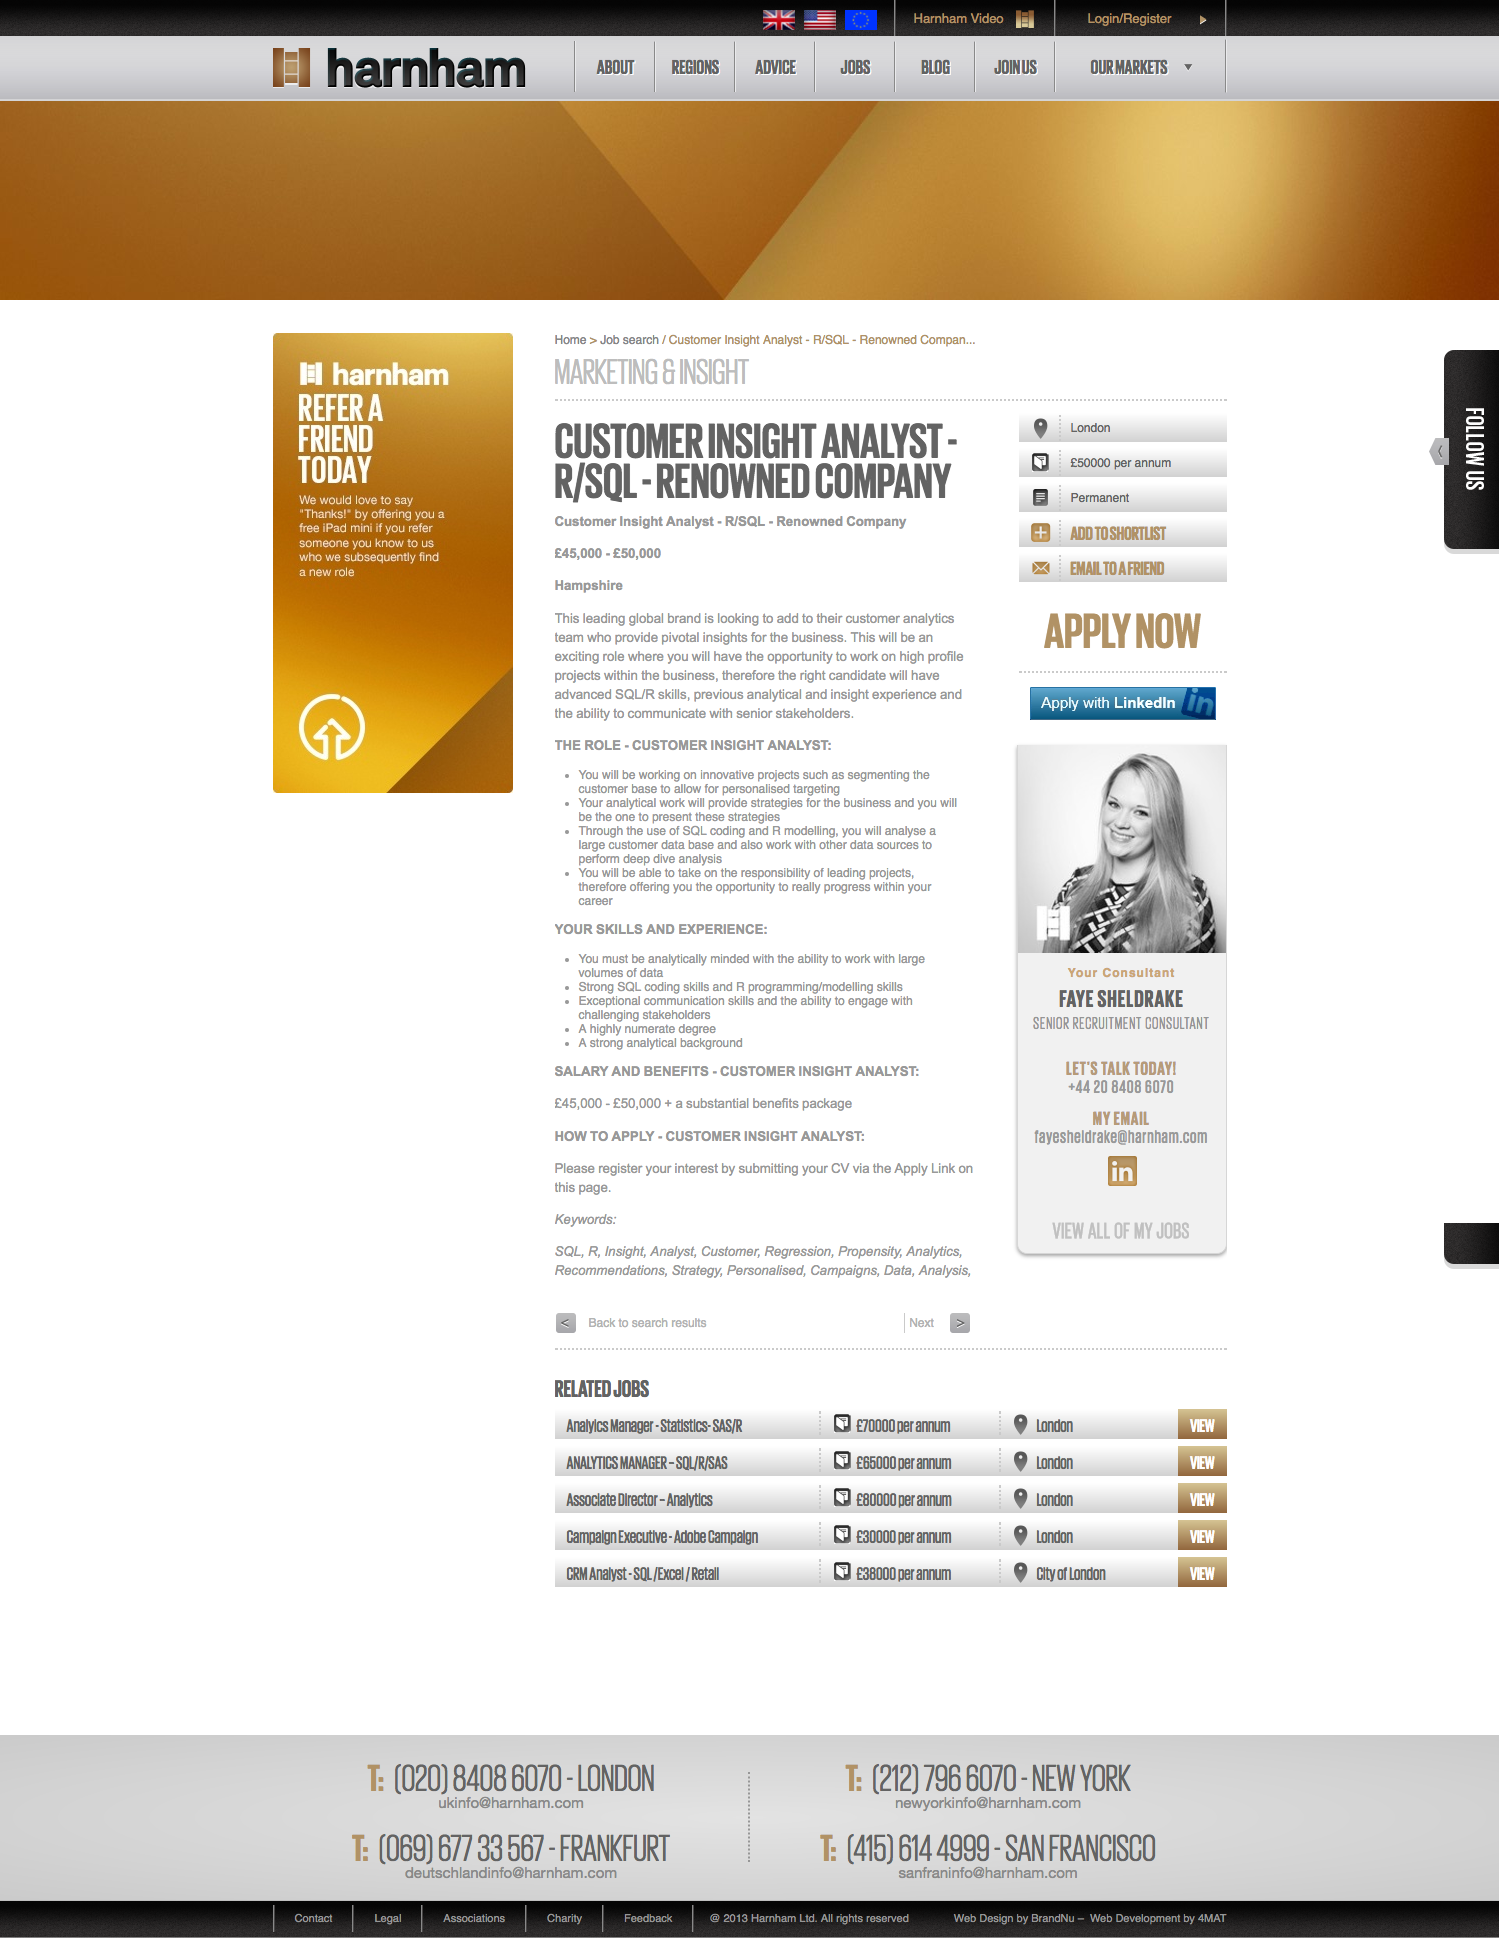 Harnham Video
Login/Register
harnham
ABOUT
REGIONS
ADVICE
JOBS
BLOG
JOIN US
OUR MARKETS
harnham
REFER A
FRIEND
TODAY
We would love to say
"Thanks!" by offering you a
free iPad mini if you refer
someone you know to us
who we subsequently find
a new role
Home > Job search / Customer Insight Analyst - R/SQL - Renowned Compan...
MARKETING & INSIGHT
CUSTOMER INSIGHT ANALYST -
R/SQL - RENOWNED COMPANY
Customer Insight Analyst - R/SQL - Renowned Company
£45,000 - £50,000
Hampshire
This leading global brand is looking to add to their customer analytics
team who provide pivotal insights for the business. This will be an
exciting role where you will have the opportunity to work on high profile
projects within the business, therefore the right candidate will have
advanced SQL/R skills, previous analytical and insight experience and
the ability to communicate with senior stakeholders.
THE ROLE - CUSTOMER INSIGHT ANALYST:
• You will be working on innovative projects such as segmenting the
customer base to allow for personalised targeting
• Your analytical work will provide strategies for the business and you will
be the one to present these strategies
• Through the use of SQL coding and R modelling, you will analyse a
large customer data base and also work with other data sources to
perform deep dive analysis
• You will be able to take on the responsibility of leading projects,
therefore offering you the opportunity to really progress within your
career
YOUR SKILLS AND EXPERIENCE:
• You must be analytically minded with the ability to work with large
volumes of data
• Strong SQL coding skills and R programming/modelling skills
• Exceptional communication skills and the ability to engage with
challenging stakeholders
• A highly numerate degree
• A strong analytical background
SALARY AND BENEFITS - CUSTOMER INSIGHT ANALYST:
£45,000 - £50,000 + a substantial benefits package
HOW TO APPLY - CUSTOMER INSIGHT ANALYST:
Please register your interest by submitting your CV via the Apply Link on
this page.
Keywords:
SQL, R, Insight, Analyst, Customer, Regression, Propensity, Analytics,
Recommendations, Strategy, Personalised, Campaigns, Data, Analysis,
< Back to search results
Next >
London
£50000 per annum
Permanent
ADD TO SHORTLIST
EMAIL TO A FRIEND
APPLY NOW
Apply with LinkedIn in
Your Consultant
FAYE SHELDRAKE
SENIOR RECRUITMENT CONSULTANT
LET'S TALK TODAY!
+44 20 8408 6070
MY EMAIL
fayesheldrake@harnham.com
in
VIEW ALL OF MY JOBS
FOLLOW US
RELATED JOBS
Analyics Manager - Statistics- SAS/R £70000 per annum London VIEW
ANALYTICS MANAGER – SQL/R/SAS £65000 per annum London VIEW
Associate Director – Analytics £80000 per annum London VIEW
Campaign Executive - Adobe Campaign £30000 per annum London VIEW
CRM Analyst - SQL /Excel / Retail £38000 per annum City of London VIEW
T: (020) 8408 6070 - LONDON
ukinfo@harnham.com
T: (212) 796 6070 - NEW YORK
newyorkinfo@harnham.com
T: (069) 677 33 567 - FRANKFURT
deutschlandinfo@harnham.com
T: (415) 614 4999 - SAN FRANCISCO
sanfraninfo@harnham.com
Contact
Legal
Associations
Charity
Feedback
@ 2013 Harnham Ltd. All rights reserved
Web Design by BrandNu – Web Development by 4MAT